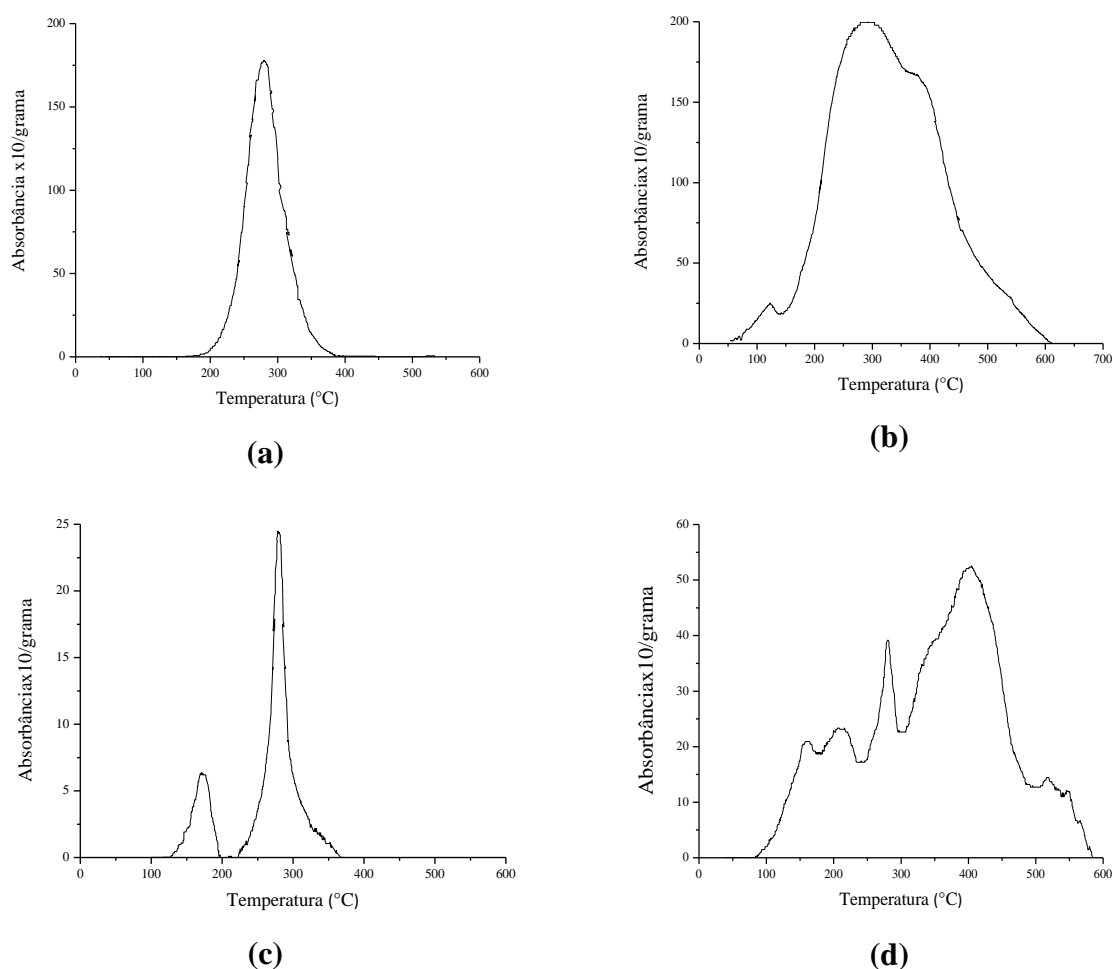 200
150
100
50
0
Absorbância x10/grama
0 100 200 300 400 500 600
Temperatura (°C)
(a)
200
150
100
50
0
Absorbânciax10/grama
0 100 200 300 400 500 600 700
Temperatura (°C)
(b)
25
20
15
10
5
0
Absorbânciax10/grama
0 100 200 300 400 500 600
Temperatura (°C)
(c)
60
50
40
30
20
10
0
Absorbânciax10/grama
0 100 200 300 400 500 600
Temperatura (°C)
(d)